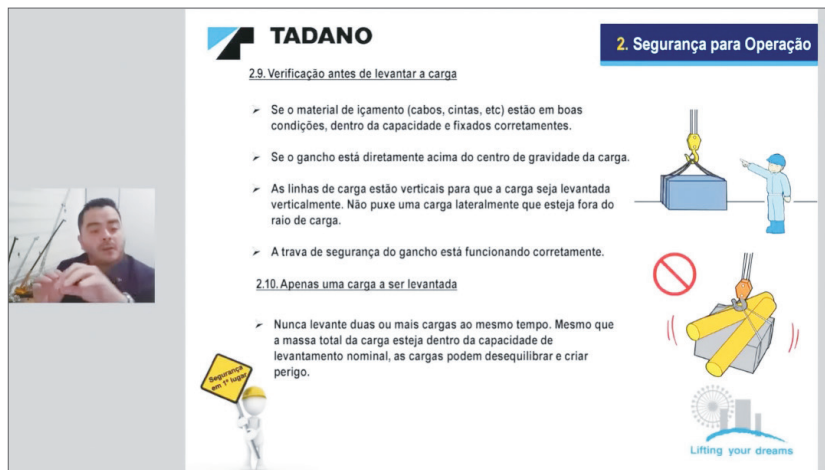 TADANO
2. Segurança para Operação
2.9. Verificação antes de levantar a carga
➢ Se o material de içamento (cabos, cintas, etc) estão em boas
condições, dentro da capacidade e fixados corretamentes.
➢ Se o gancho está diretamente acima do centro de gravidade da carga.
➢ As linhas de carga estão verticais para que a carga seja levantada
verticalmente. Não puxe uma carga lateralmente que esteja fora do
raio de carga.
➢ A trava de segurança do gancho está funcionando corretamente.
2.10. Apenas uma carga a ser levantada
➢ Nunca levante duas ou mais cargas ao mesmo tempo. Mesmo que
a massa total da carga esteja dentro da capacidade de
levantamento nominal, as cargas podem desequilibrar e criar
perigo.
Segurança
em 1º lugar
Lifting your dreams